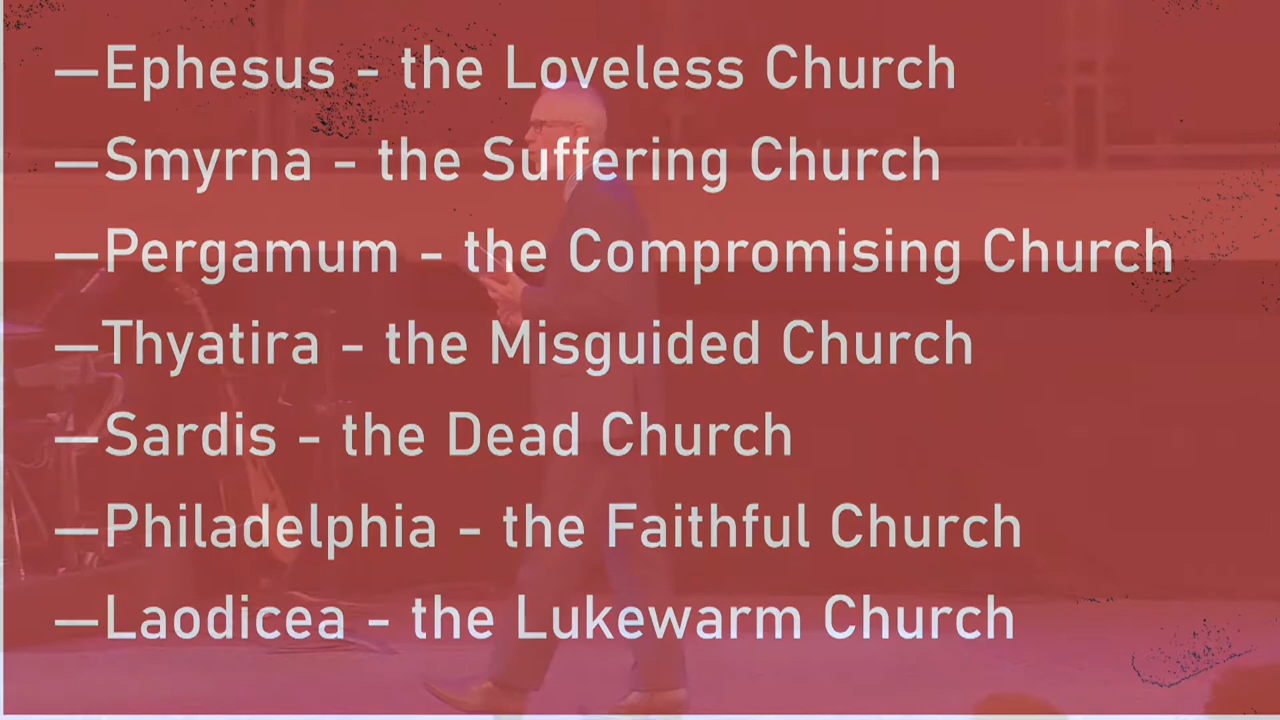 —Ephesus - the Loveless Church
—Smyrna - the Suffering Church
—Pergamum - the Compromising Church
—Thyatira - the Misguided Church
—Sardis - the Dead Church
—Philadelphia - the Faithful Church
—Laodicea - the Lukewarm Church